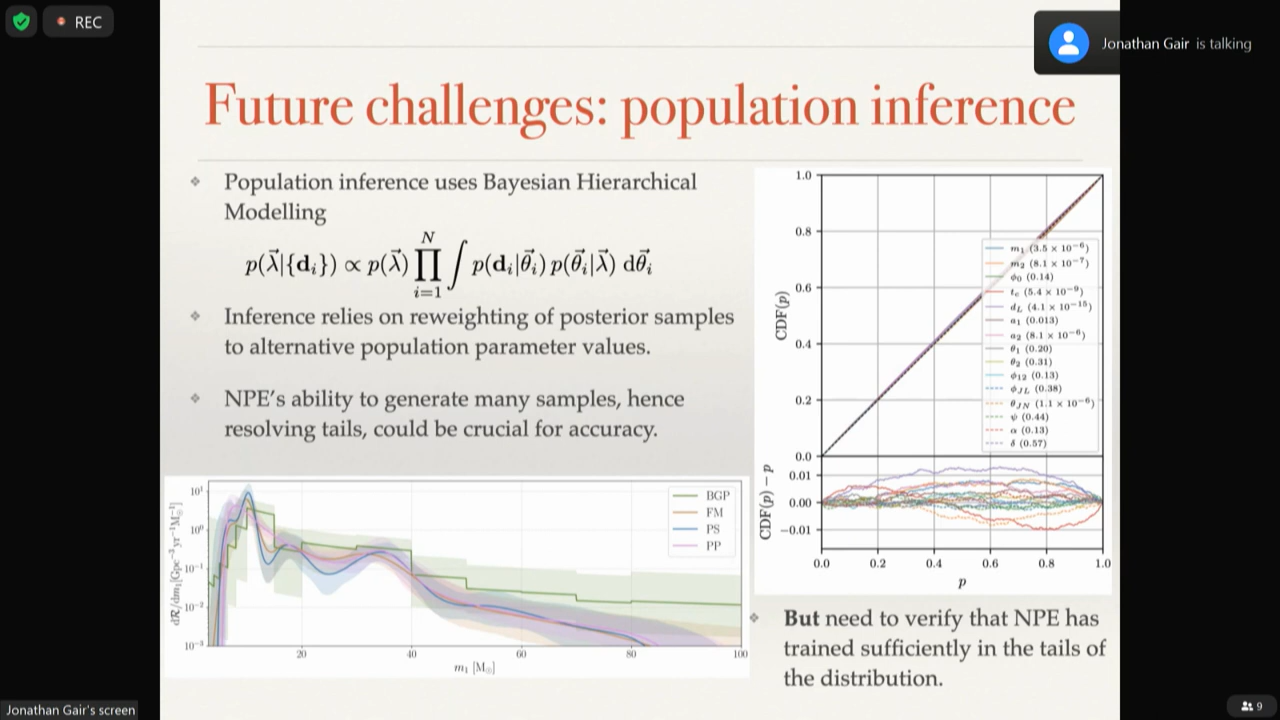 REC
Jonathan Gair is talking
Future challenges: population inference
❖ Population inference uses Bayesian Hierarchical
Modelling
p(λ⃗|{d_i}) ∝ p(λ⃗) ∏_{i=1}^{N} ∫ p(d_i|θ⃗_i) p(θ⃗_i|λ⃗) dθ⃗_i
❖ Inference relies on reweighting of posterior samples
to alternative population parameter values.
❖ NPE's ability to generate many samples, hence
resolving tails, could be crucial for accuracy.
dR/dm₁[Gpc⁻³yr⁻¹M⊙⁻¹]
10¹
10⁰
10⁻¹
10⁻²
10⁻³
BGP
FM
PS
PP
20 40 60 80 100
m₁ [M⊙]
CDF(p)
1.0
0.8
0.6
0.4
0.2
0.0
m₁ (3.5 × 10⁻⁶)
m₂ (8.1 × 10⁻⁷)
ϕ₀ (0.14)
t_c (5.4 × 10⁻⁹)
d_L (4.1 × 10⁻¹⁵)
a₁ (0.013)
a₂ (8.1 × 10⁻⁶)
θ₁ (0.20)
θ₂ (0.31)
ϕ₁₂ (0.13)
ϕ_JL (0.38)
θ_JN (1.1 × 10⁻⁶)
ψ (0.44)
α (0.13)
δ (0.57)
CDF(p) − p
0.01
0.00
−0.01
0.0 0.2 0.4 0.6 0.8 1.0
p
❖ But need to verify that NPE has
trained sufficiently in the tails of
the distribution.
Jonathan Gair's screen
9